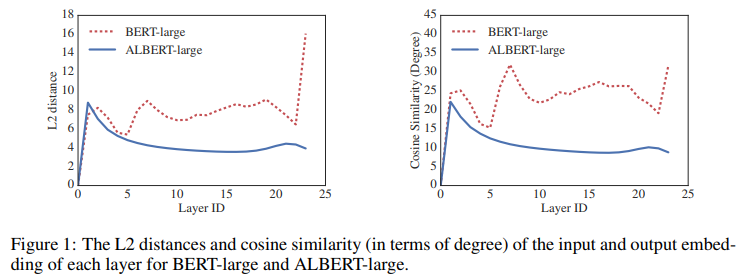 18
16
14
12
10
8
6
4
2
0
L2 distance
BERT-large
ALBERT-large
0 5 10 15 20 25
Layer ID
45
40
35
30
25
20
15
10
5
0
Cosine Similarity (Degree)
BERT-large
ALBERT-large
0 5 10 15 20 25
Layer ID
Figure 1: The L2 distances and cosine similarity (in terms of degree) of the input and output embed-
ding of each layer for BERT-large and ALBERT-large.